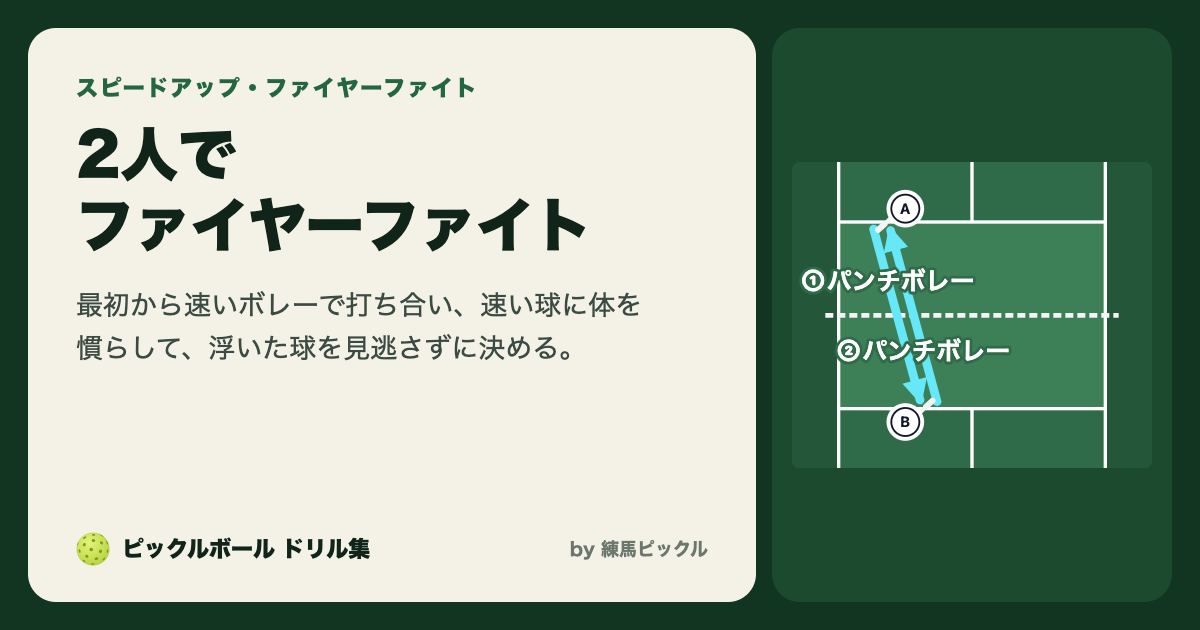 スピードアップ・ファイヤーファイト
2人で
ファイヤーファイト
最初から速いボレーで打ち合い、速い球に体を
慣らして、浮いた球を見逃さずに決める。
ピックルボール ドリル集
by 練馬ピックル
A
①パンチボレー
②パンチボレー
B